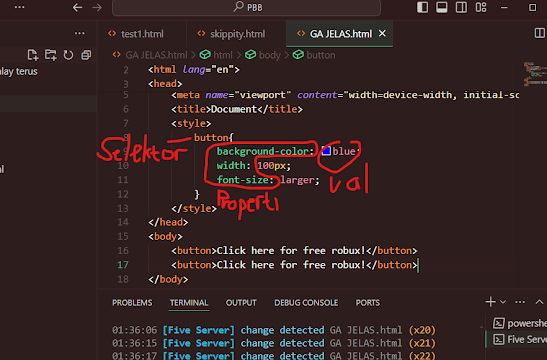 PBB
test1.html skippity.html GA JELAS.html
GA JELAS.html > html > body > button
lay terus
2 <html lang="en">
3 <head>
5 <meta name="viewport" content="width=device-width, initial-sc
6 <title>Document</title>
7 <style>
Selektor button{
9 background-color: blue;
10 width: 100px;
11 font-size: larger;
val
Properti
12 }
13 </style>
14 </head>
15 <body>
16 <button>Click here for free robux!</button>
17 <button>Click here for free robux!</button>
18 </body>
PROBLEMS TERMINAL OUTPUT DEBUG CONSOLE PORTS
01:36:06 [Five Server] change detected GA JELAS.html (x20)
01:36:15 [Five Server] change detected GA JELAS.html (x21)
01:36:17 [Five Server] change detected GA JELAS.html (x22)
powershe
Five Serv